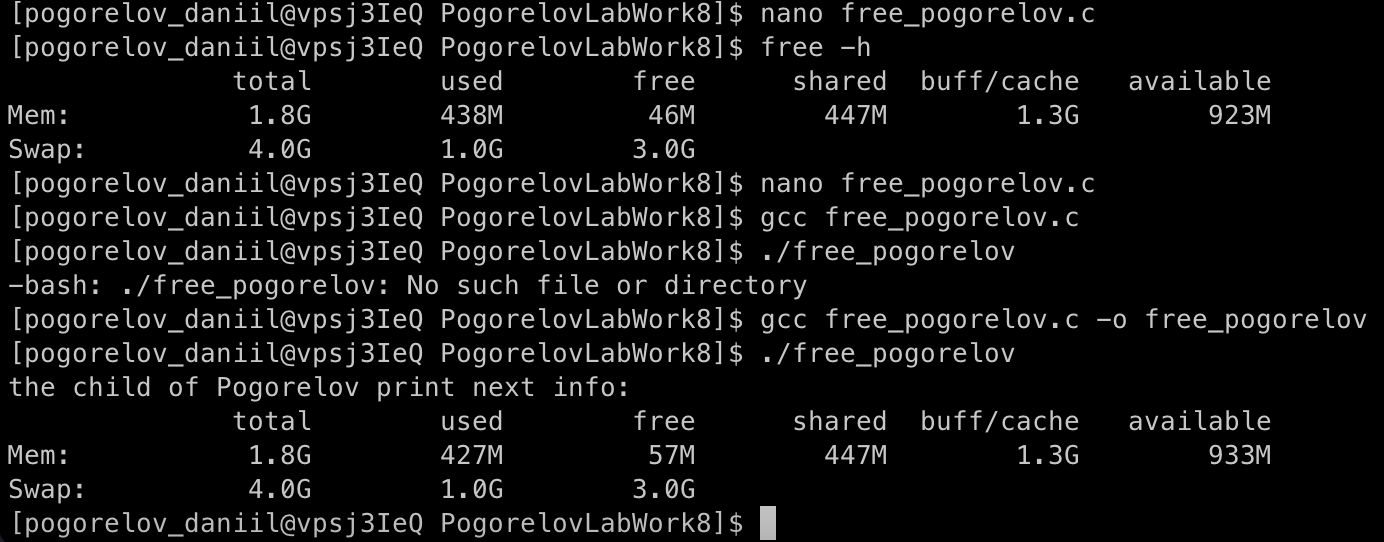 [pogorelov_daniil@vpsj3IeQ PogorelovLabWork8]$ nano free_pogorelov.c
[pogorelov_daniil@vpsj3IeQ PogorelovLabWork8]$ free -h
              total        used        free      shared  buff/cache   available
Mem:           1.8G        438M         46M        447M        1.3G        923M
Swap:          4.0G        1.0G        3.0G
[pogorelov_daniil@vpsj3IeQ PogorelovLabWork8]$ nano free_pogorelov.c
[pogorelov_daniil@vpsj3IeQ PogorelovLabWork8]$ gcc free_pogorelov.c
[pogorelov_daniil@vpsj3IeQ PogorelovLabWork8]$ ./free_pogorelov
-bash: ./free_pogorelov: No such file or directory
[pogorelov_daniil@vpsj3IeQ PogorelovLabWork8]$ gcc free_pogorelov.c -o free_pogorelov
[pogorelov_daniil@vpsj3IeQ PogorelovLabWork8]$ ./free_pogorelov
the child of Pogorelov print next info:
              total        used        free      shared  buff/cache   available
Mem:           1.8G        427M         57M        447M        1.3G        933M
Swap:          4.0G        1.0G        3.0G
[pogorelov_daniil@vpsj3IeQ PogorelovLabWork8]$